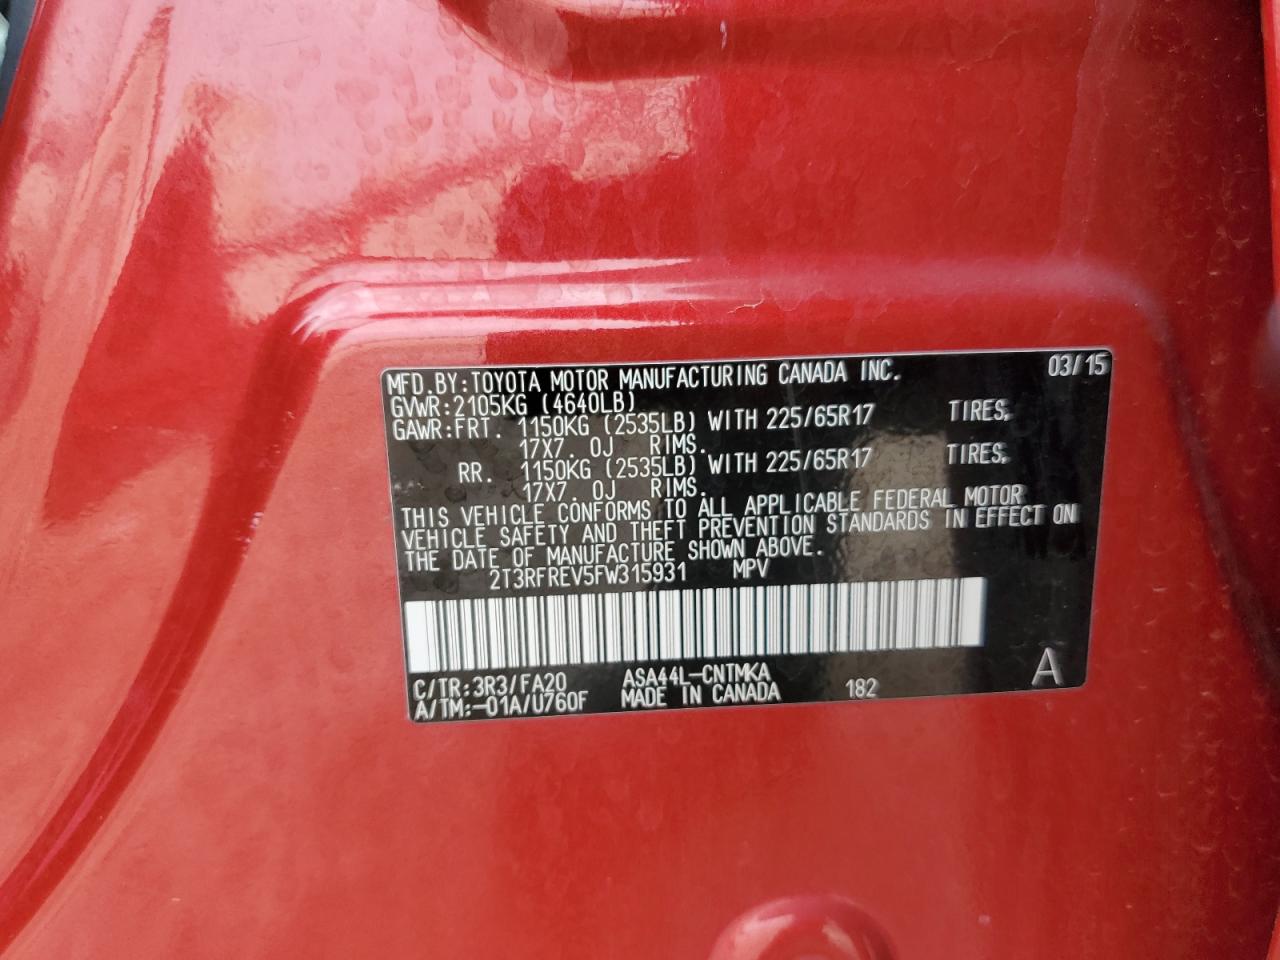 MFD.BY:TOYOTA MOTOR MANUFACTURING CANADA INC. 03/15
GVWR:2105KG (4640LB)
GAWR:FRT. 1150KG (2535LB) WITH 225/65R17 TIRES,
17X7. 0J RIMS.
RR. 1150KG (2535LB) WITH 225/65R17 TIRES,
17X7. 0J RIMS.
THIS VEHICLE CONFORMS TO ALL APPLICABLE FEDERAL MOTOR
VEHICLE SAFETY AND THEFT PREVENTION STANDARDS IN EFFECT ON
THE DATE OF MANUFACTURE SHOWN ABOVE.
2T3RFREV5FW315931 MPV
C/TR:3R3/FA20 ASA44L-CNTMKA
A/TM:-01A/U760F MADE IN CANADA 182 A